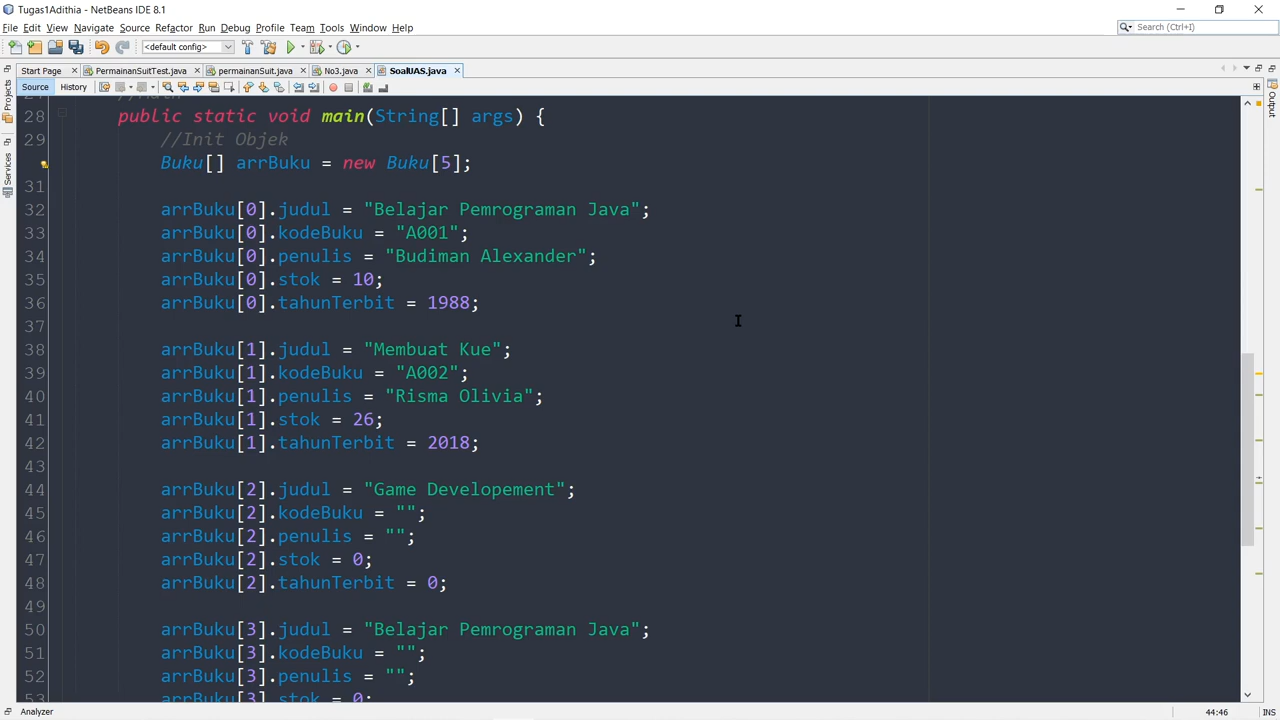 Tugas1Adithia - NetBeans IDE 8.1
File Edit View Navigate Source Refactor Run Debug Profile Team Tools Window Help
Search (Ctrl+I)
<default config>
Start Page PermainanSuitTest.java permainanSuit.java No3.java SoalUAS.java
Source History
Projects
Services
Output
28 public static void main(String[] args) {
29 //Init Objek
Buku[] arrBuku = new Buku[5];
31
32 arrBuku[0].judul = "Belajar Pemrograman Java";
33 arrBuku[0].kodeBuku = "A001";
34 arrBuku[0].penulis = "Budiman Alexander";
35 arrBuku[0].stok = 10;
36 arrBuku[0].tahunTerbit = 1988;
37
38 arrBuku[1].judul = "Membuat Kue";
39 arrBuku[1].kodeBuku = "A002";
40 arrBuku[1].penulis = "Risma Olivia";
41 arrBuku[1].stok = 26;
42 arrBuku[1].tahunTerbit = 2018;
43
44 arrBuku[2].judul = "Game Developement";
45 arrBuku[2].kodeBuku = "";
46 arrBuku[2].penulis = "";
47 arrBuku[2].stok = 0;
48 arrBuku[2].tahunTerbit = 0;
49
50 arrBuku[3].judul = "Belajar Pemrograman Java";
51 arrBuku[3].kodeBuku = "";
52 arrBuku[3].penulis = "";
53 arrBuku[3].stok = 0;
Analyzer
44:46 INS